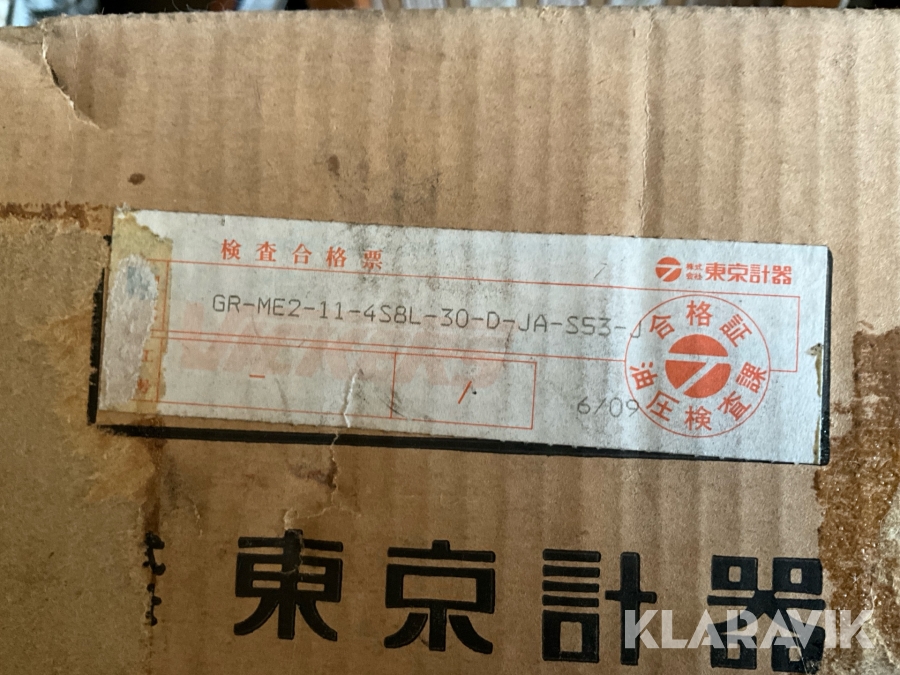 検査合格票
株式会社 東京計器
GR-ME2-11-4S8L-30-D-JA-S53-J
合格証
油圧検査課
6/09
東京計器
KLARAVIK